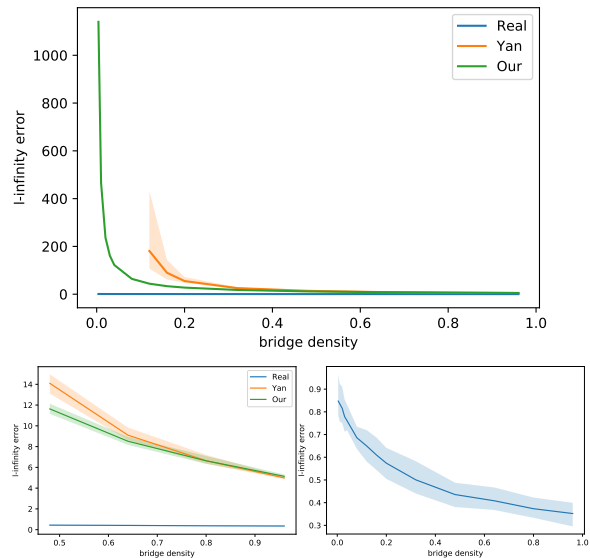 1000
800
600
400
200
0
l-infinity error
Real
Yan
Our
0.0 0.2 0.4 0.6 0.8 1.0
bridge density
14
12
10
8
6
4
2
0
l-infinity error
Real
Yan
Our
0.5 0.6 0.7 0.8 0.9
bridge density
0.9
0.8
0.7
0.6
0.5
0.4
0.3
l-infinity error
0.0 0.2 0.4 0.6 0.8 1.0
bridge density